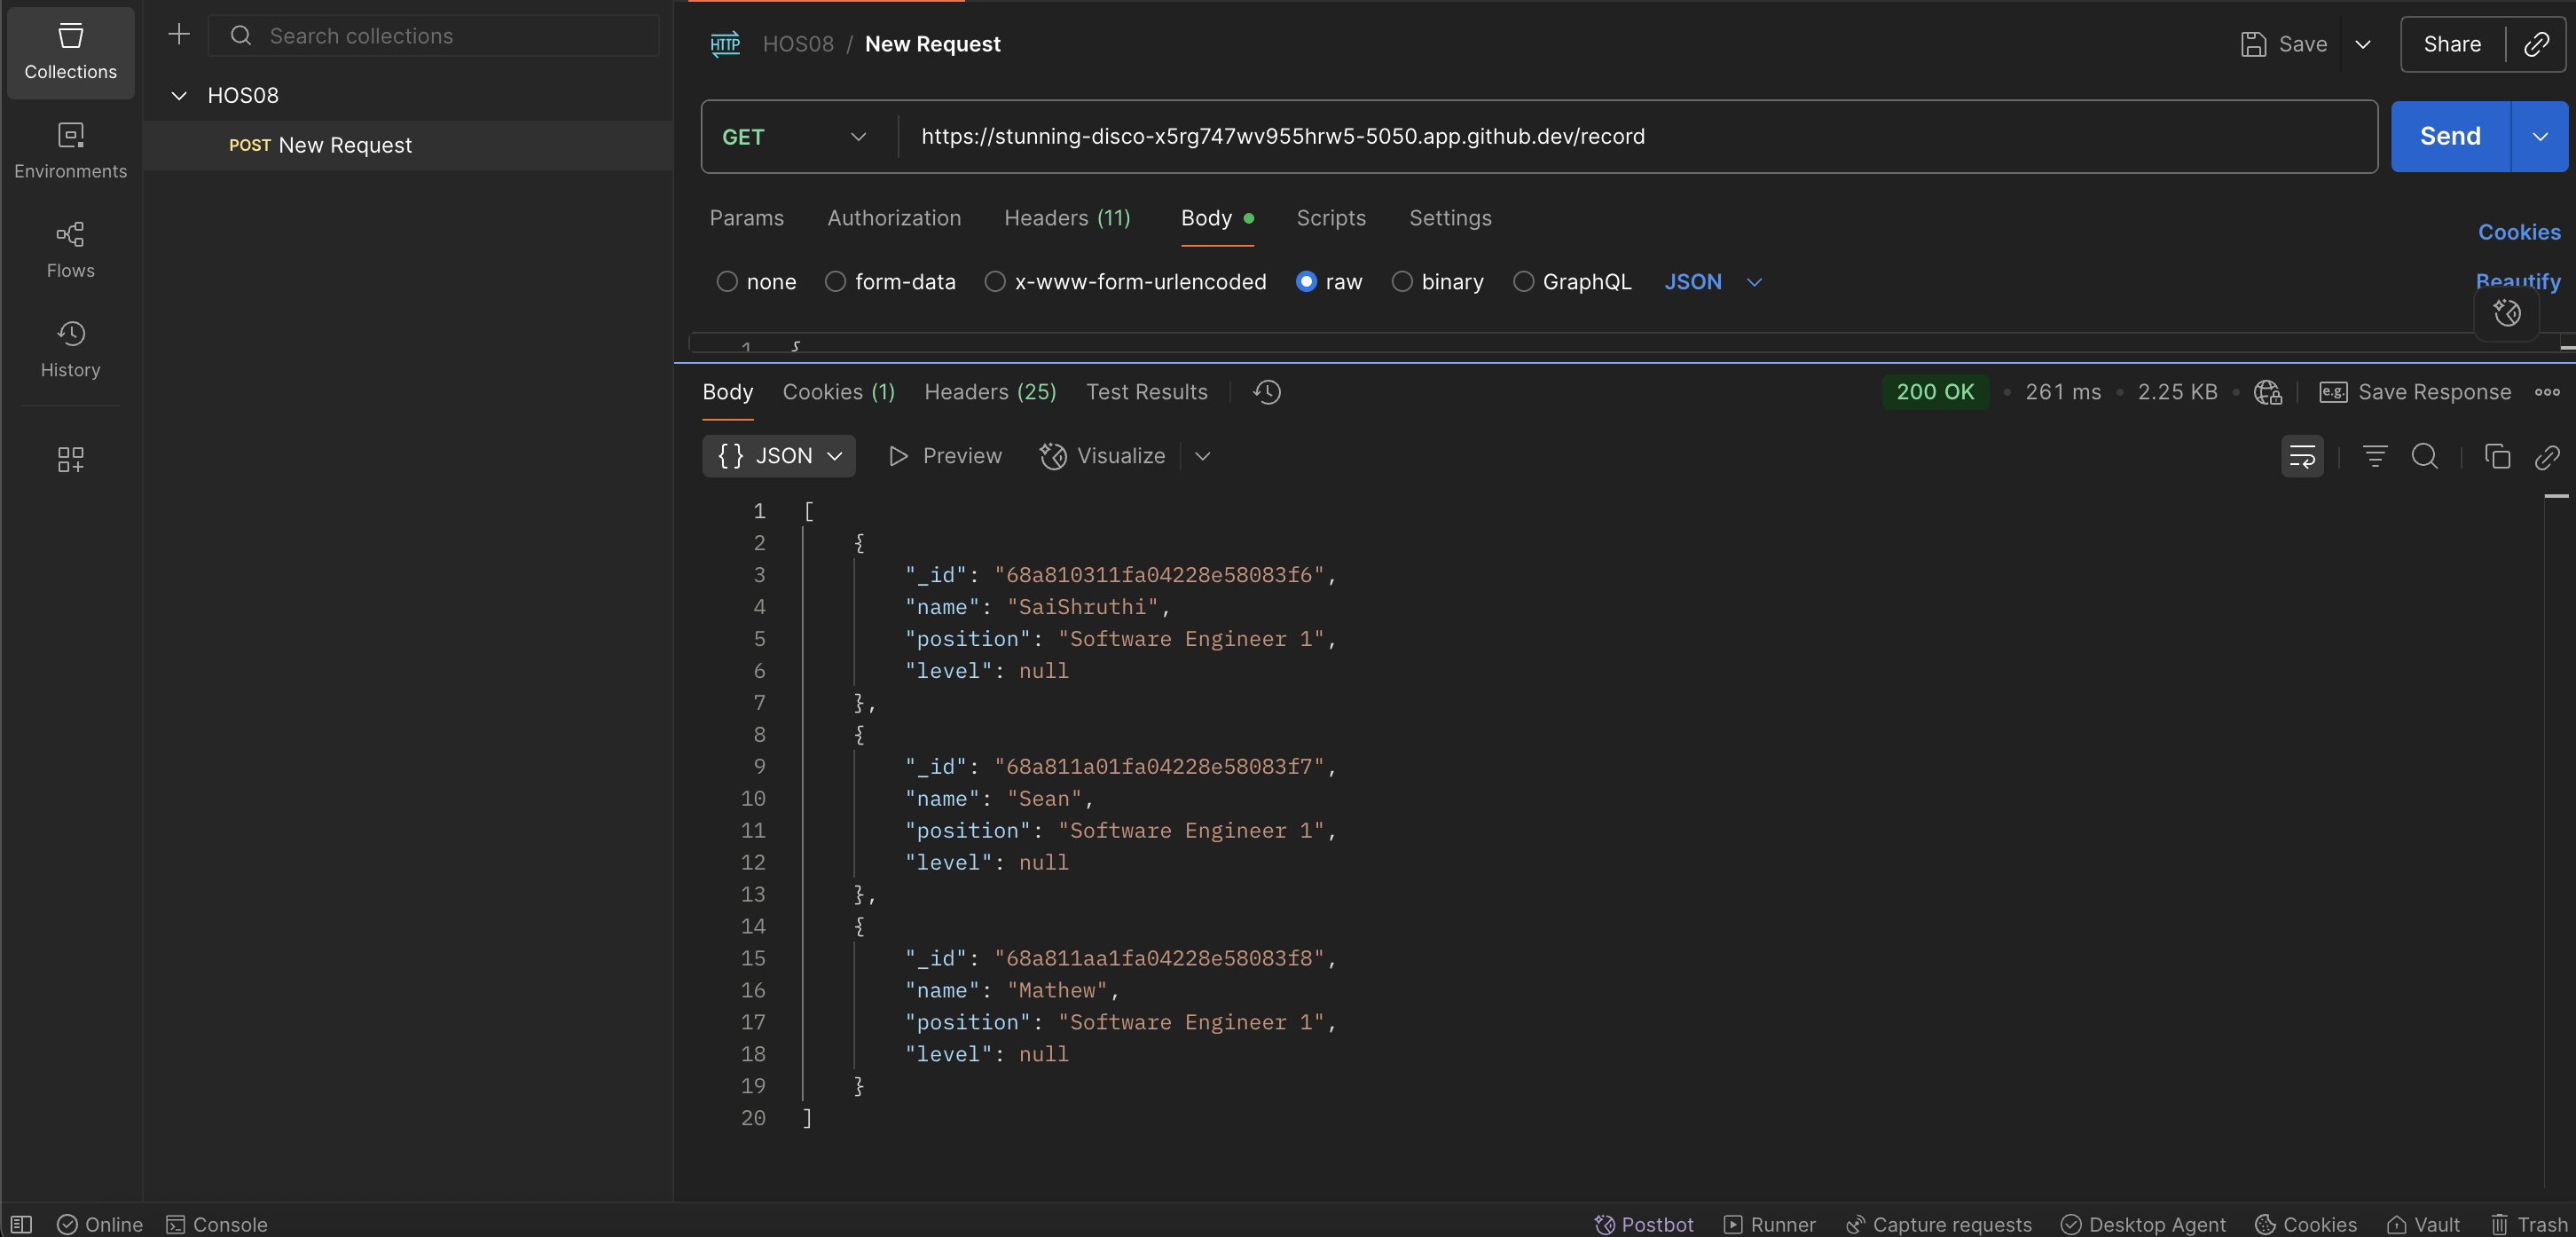 Collections
Environments
Flows
History
Search collections
HOS08
POST New Request
HTTP HOS08 / New Request
Save
Share
GET https://stunning-disco-x5rg747wv955hrw5-5050.app.github.dev/record
Send
Params Authorization Headers (11) Body Scripts Settings
Cookies
none form-data x-www-form-urlencoded raw binary GraphQL JSON
Beautify
1 {
Body Cookies (1) Headers (25) Test Results
200 OK • 261 ms • 2.25 KB • e.g. Save Response
{} JSON Preview Visualize
1 [
2 {
3 "_id": "68a810311fa04228e58083f6",
4 "name": "SaiShruthi",
5 "position": "Software Engineer 1",
6 "level": null
7 },
8 {
9 "_id": "68a811a01fa04228e58083f7",
10 "name": "Sean",
11 "position": "Software Engineer 1",
12 "level": null
13 },
14 {
15 "_id": "68a811aa1fa04228e58083f8",
16 "name": "Mathew",
17 "position": "Software Engineer 1",
18 "level": null
19 }
20 ]
Online Console Postbot Runner Capture requests Desktop Agent Cookies Vault Trash